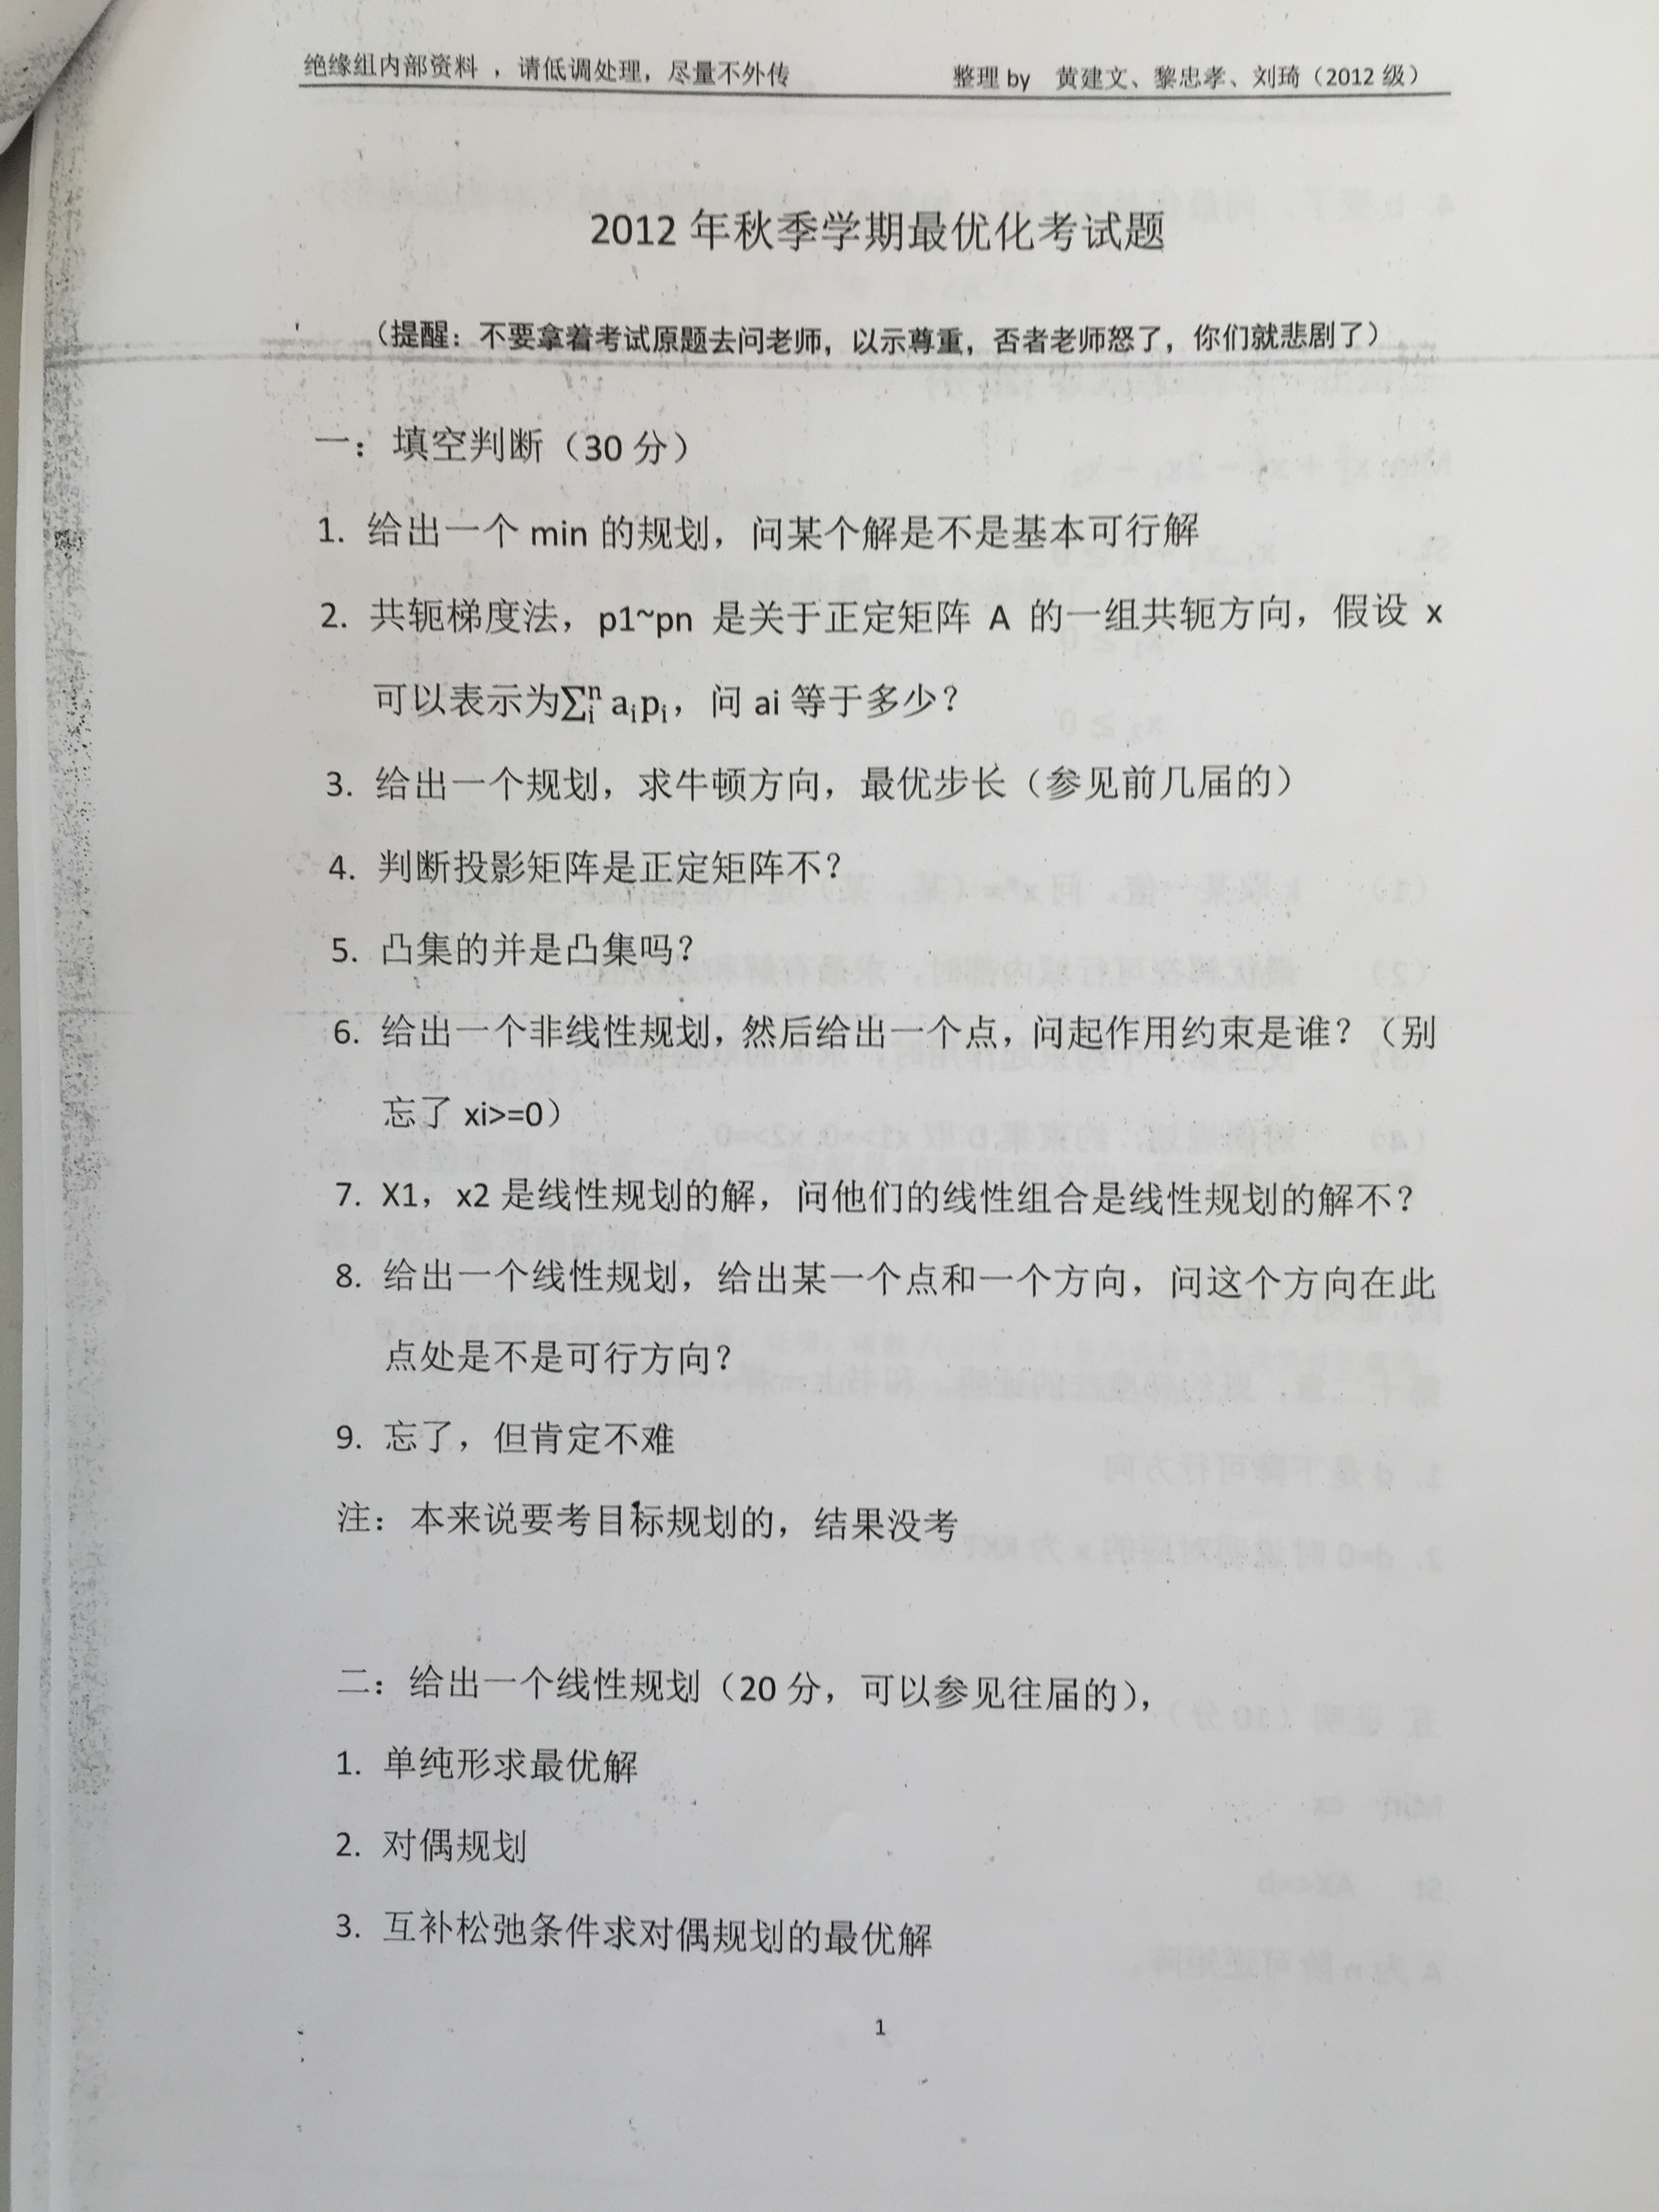 绝缘组内部资料，请低调处理，尽量不外传 整理 by 黄建文、黎忠孝、刘琦（2012 级）
2012 年秋季学期最优化考试题
（提醒：不要拿着考试原题去问老师，以示尊重，否者老师怒了，你们就悲剧了）
一：填空判断（30 分）
1. 给出一个 min 的规划，问某个解是不是基本可行解
2. 共轭梯度法，p1~pn 是关于正定矩阵 A 的一组共轭方向，假设 x
可以表示为∑ᵢⁿ aᵢpᵢ，问 ai 等于多少？
3. 给出一个规划，求牛顿方向，最优步长（参见前几届的）
4. 判断投影矩阵是正定矩阵不？
5. 凸集的并是凸集吗？
6. 给出一个非线性规划，然后给出一个点，问起作用约束是谁？（别
忘了 xi>=0）
7. X1，x2 是线性规划的解，问他们的线性组合是线性规划的解不？
8. 给出一个线性规划，给出某一个点和一个方向，问这个方向在此
点处是不是可行方向？
9. 忘了，但肯定不难
注：本来说要考目标规划的，结果没考
二：给出一个线性规划（20 分，可以参见往届的），
1. 单纯形求最优解
2. 对偶规划
3. 互补松弛条件求对偶规划的最优解
1